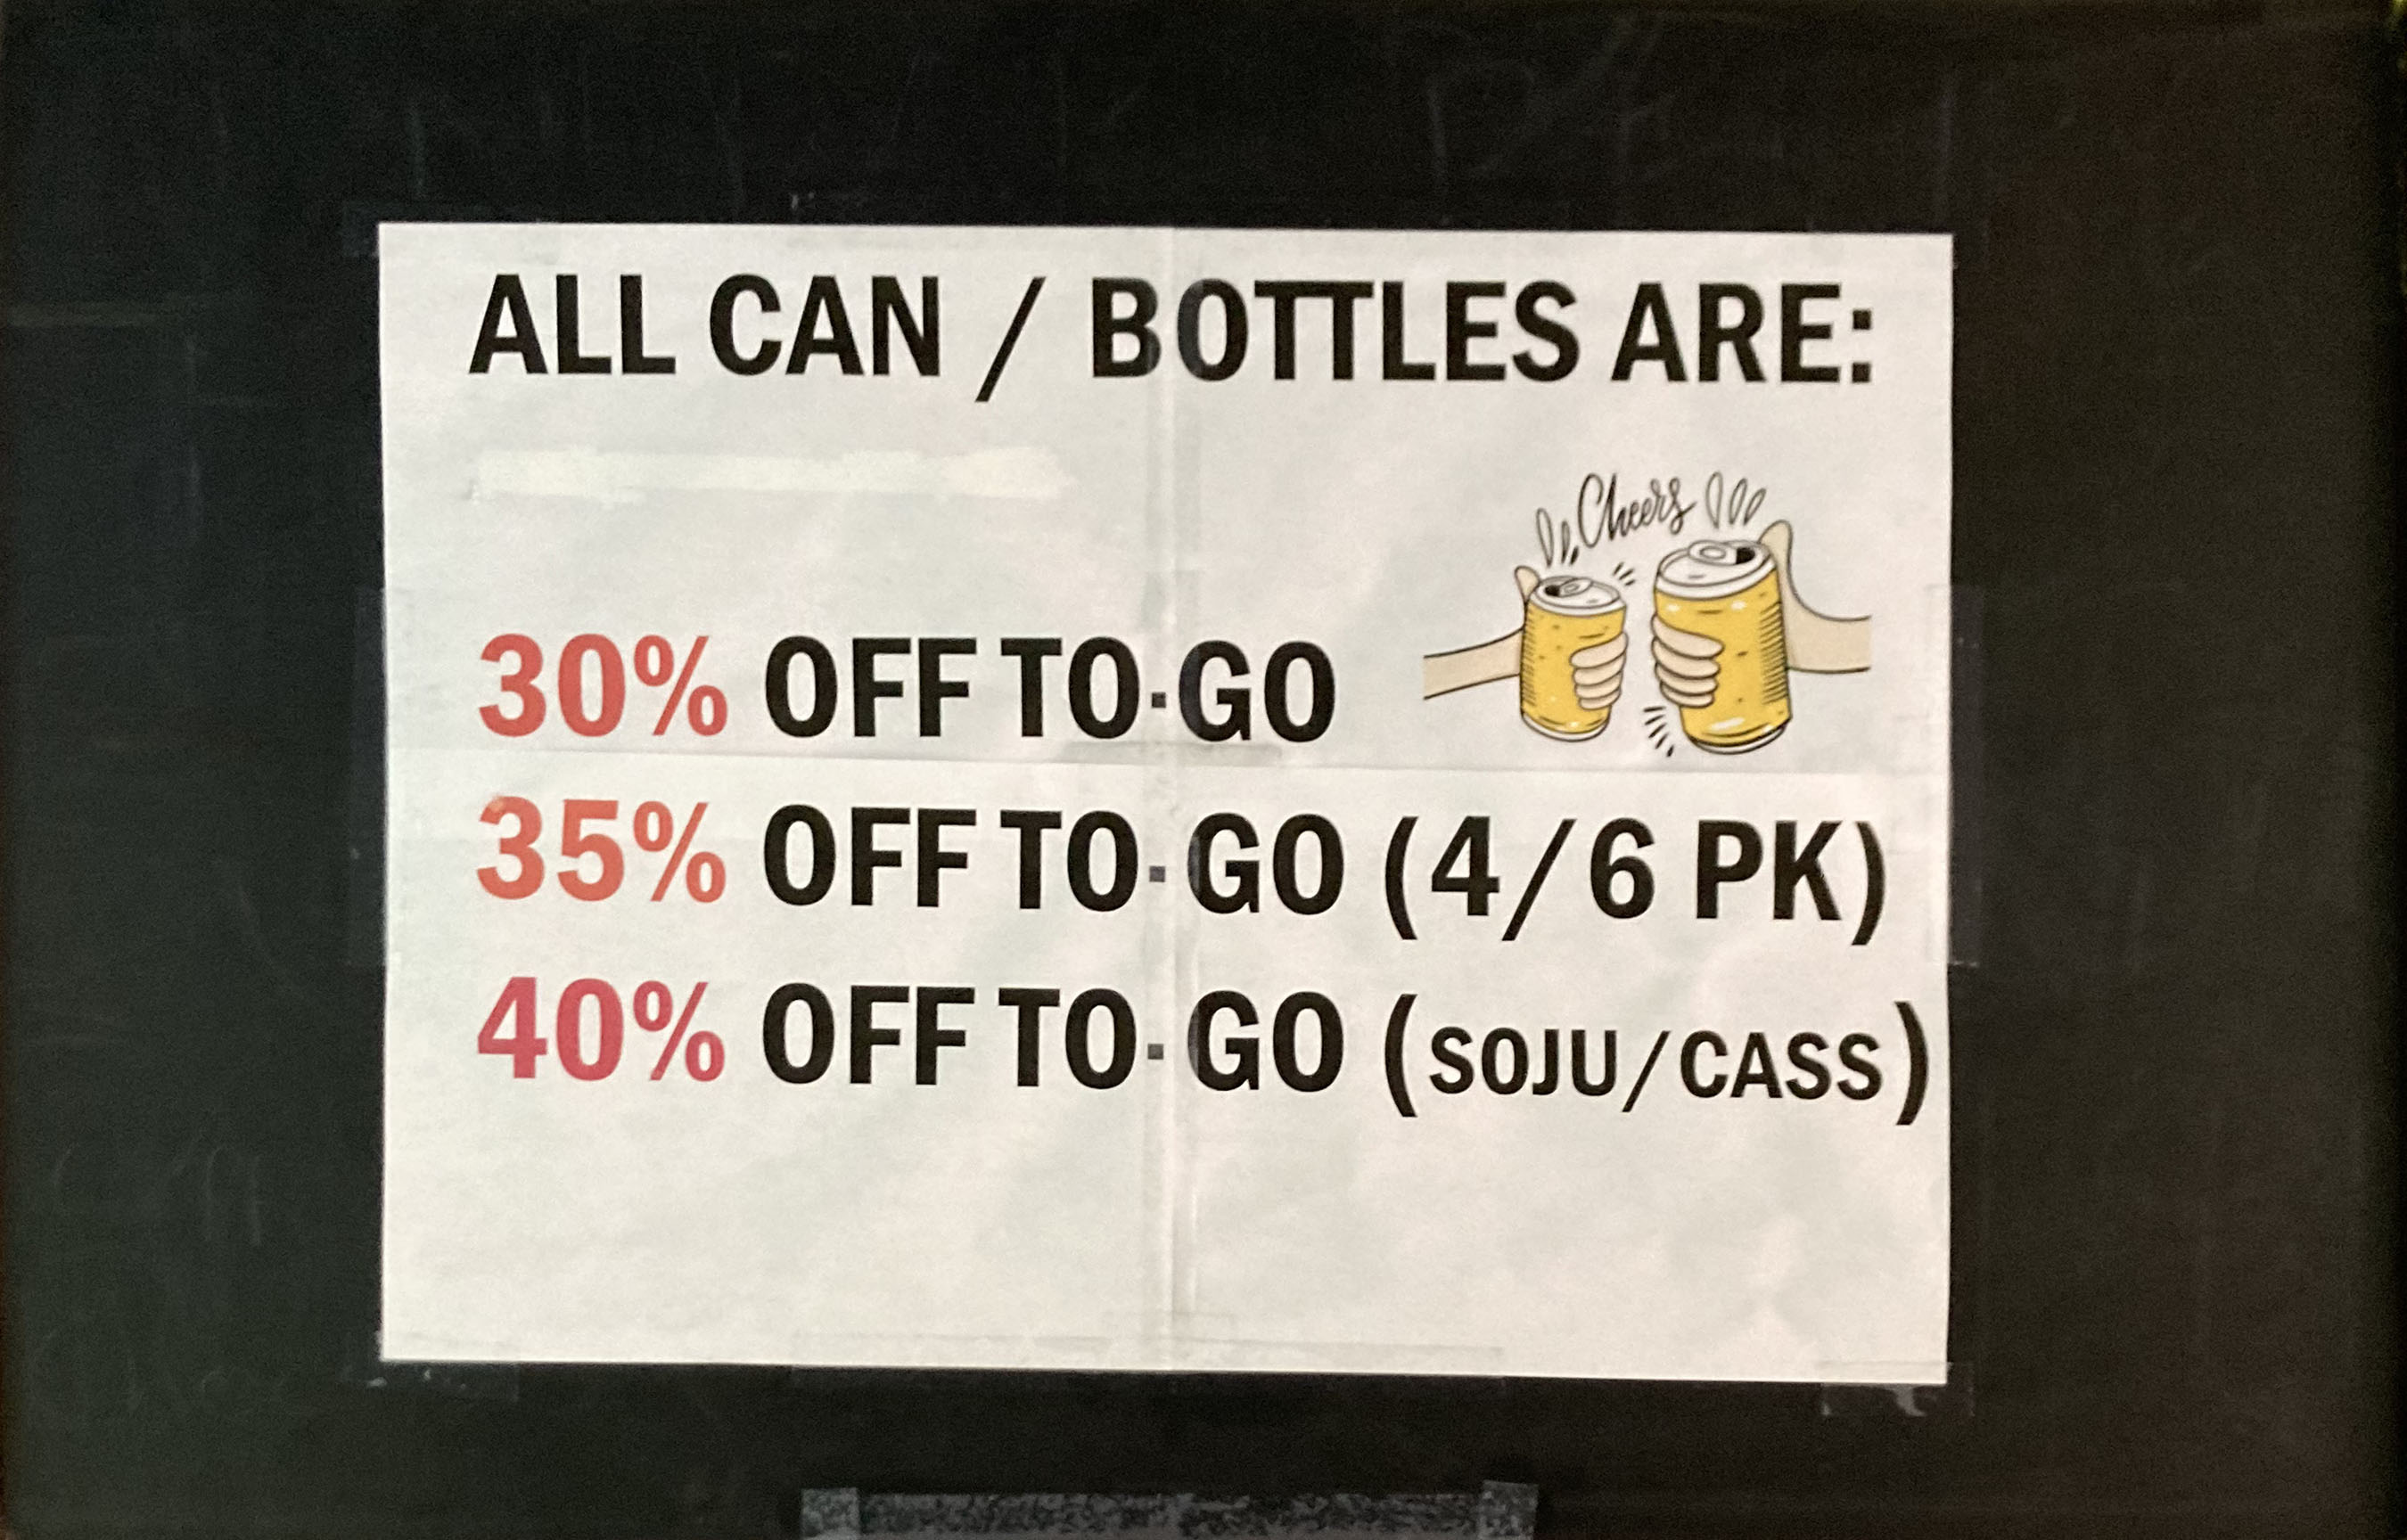 ALL CAN / BOTTLES ARE:
Cheers
30% OFF TO-GO
35% OFF TO-GO (4/6 PK)
40% OFF TO-GO (SOJU/CASS)